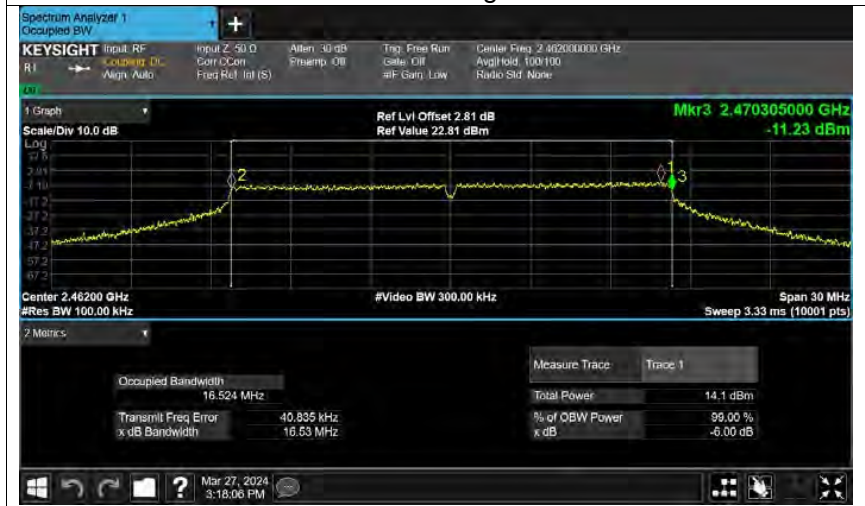 Spectrum Analyzer 1
Occupied BW
+
KEYSIGHT Input: RF Input Z: 50 Ω Atten: 30 dB Trig: Free Run Center Freq: 2.462000000 GHz
Coupling: DC Corr CCorr Preamp: Off Gate: Off Avg|Hold: 100/100
Align: Auto Freq Ref: Int (S) #IF Gain: Low Radio Std: None
1 Graph
Ref Lvl Offset 2.81 dB Mkr3 2.470305000 GHz
Scale/Div 10.0 dB Ref Value 22.81 dBm -11.23 dBm
Log
2 1 3
Center 2.46200 GHz #Video BW 300.00 kHz Span 30 MHz
#Res BW 100.00 kHz Sweep 3.33 ms (10001 pts)
2 Metrics
Measure Trace Trace 1
Occupied Bandwidth
16.524 MHz Total Power 14.1 dBm
Transmit Freq Error 40.835 kHz % of OBW Power 99.00 %
x dB Bandwidth 16.53 MHz x dB -6.00 dB
? Mar 27, 2024
3:18:06 PM